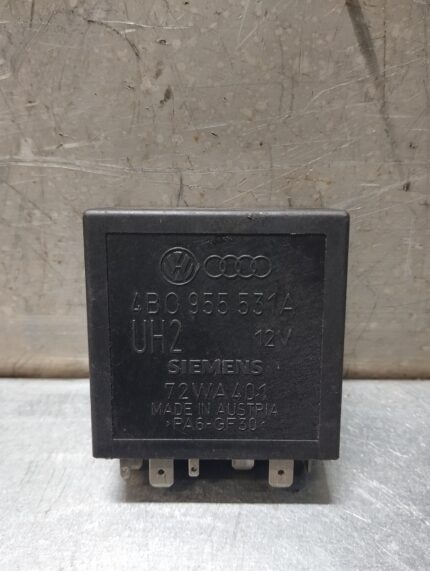 4B0 955 531A
UH2 12V
SIEMENS
72WA401
MADE IN AUSTRIA
>PA6-GF30<